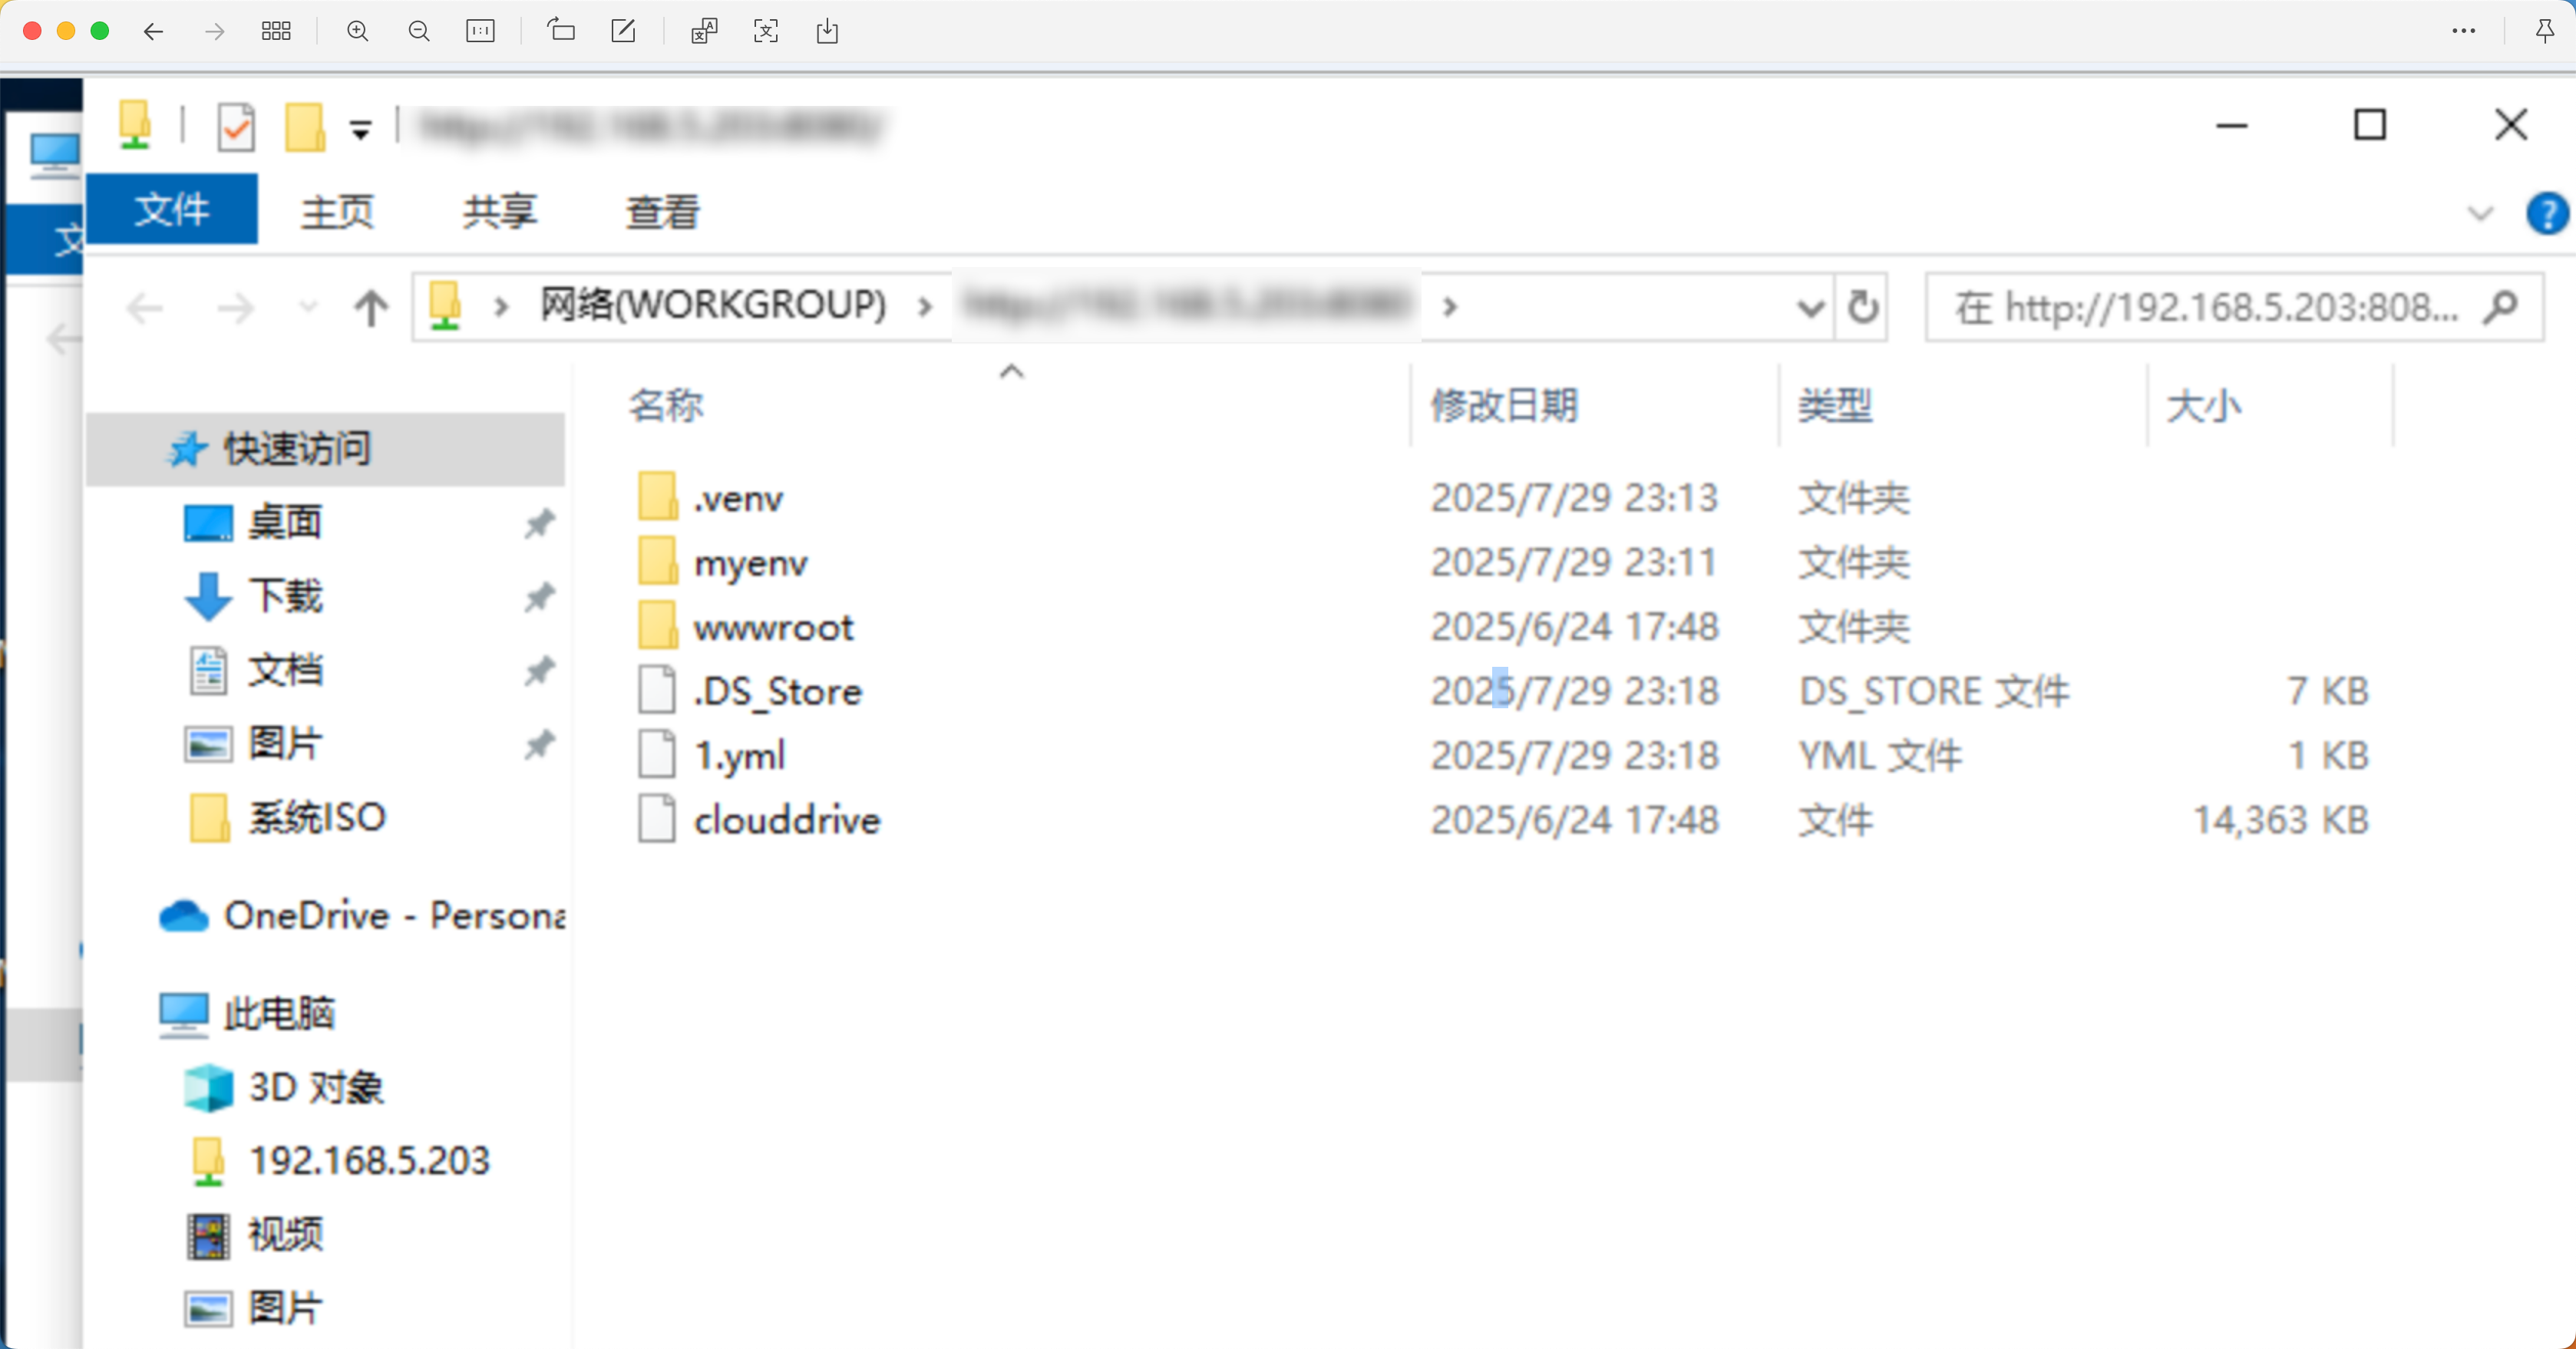 文件 主页 共享 查看
文
网络(WORKGROUP)
在 http://192.168.5.203:808...
名称 修改日期 类型 大小
快速访问
桌面
下载
文档
图片
系统ISO
OneDrive - Persona
此电脑
3D 对象
192.168.5.203
视频
图片
.venv 2025/7/29 23:13 文件夹
myenv 2025/7/29 23:11 文件夹
wwwroot 2025/6/24 17:48 文件夹
.DS_Store 2025/7/29 23:18 DS_STORE 文件 7 KB
1.yml 2025/7/29 23:18 YML 文件 1 KB
clouddrive 2025/6/24 17:48 文件 14,363 KB